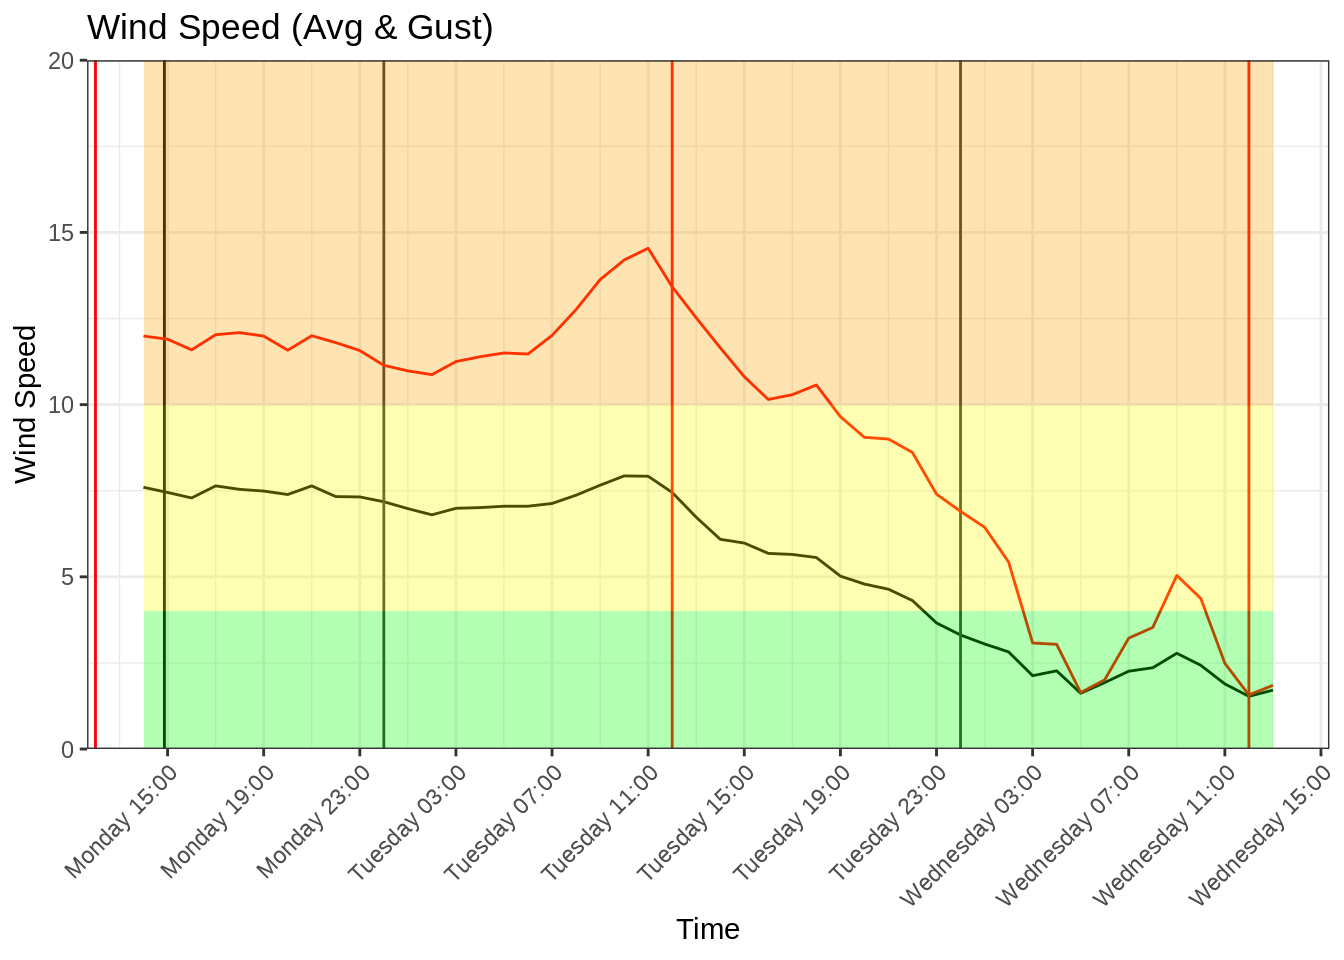 Wind Speed (Avg & Gust)
20
15
10
5
0
Wind Speed
Monday 15:00
Monday 19:00
Monday 23:00
Tuesday 03:00
Tuesday 07:00
Tuesday 11:00
Tuesday 15:00
Tuesday 19:00
Tuesday 23:00
Wednesday 03:00
Wednesday 07:00
Wednesday 11:00
Wednesday 15:00
Time